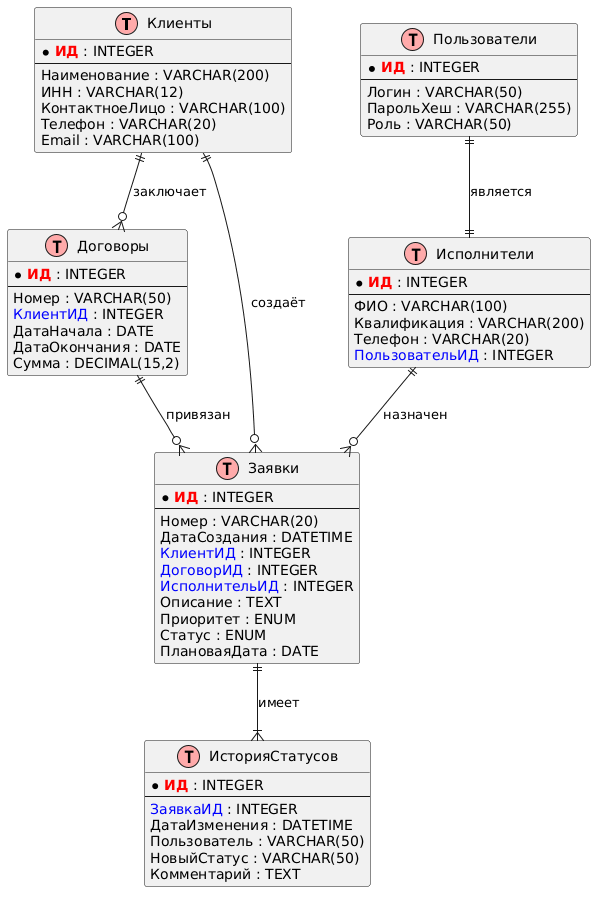 T Клиенты
ИД : INTEGER
Наименование : VARCHAR(200)
ИНН : VARCHAR(12)
КонтактноеЛицо : VARCHAR(100)
Телефон : VARCHAR(20)
Email : VARCHAR(100)
T Пользователи
ИД : INTEGER
Логин : VARCHAR(50)
ПарольХеш : VARCHAR(255)
Роль : VARCHAR(50)
заключает
является
T Договоры
ИД : INTEGER
Номер : VARCHAR(50)
КлиентИД : INTEGER
ДатаНачала : DATE
ДатаОкончания : DATE
Сумма : DECIMAL(15,2)
создаёт
T Исполнители
ИД : INTEGER
ФИО : VARCHAR(100)
Квалификация : VARCHAR(200)
Телефон : VARCHAR(20)
ПользовательИД : INTEGER
привязан
назначен
T Заявки
ИД : INTEGER
Номер : VARCHAR(20)
ДатаСоздания : DATETIME
КлиентИД : INTEGER
ДоговорИД : INTEGER
ИсполнительИД : INTEGER
Описание : TEXT
Приоритет : ENUM
Статус : ENUM
ПлановаяДата : DATE
имеет
T ИсторияСтатусов
ИД : INTEGER
ЗаявкаИД : INTEGER
ДатаИзменения : DATETIME
Пользователь : VARCHAR(50)
НовыйСтатус : VARCHAR(50)
Комментарий : TEXT